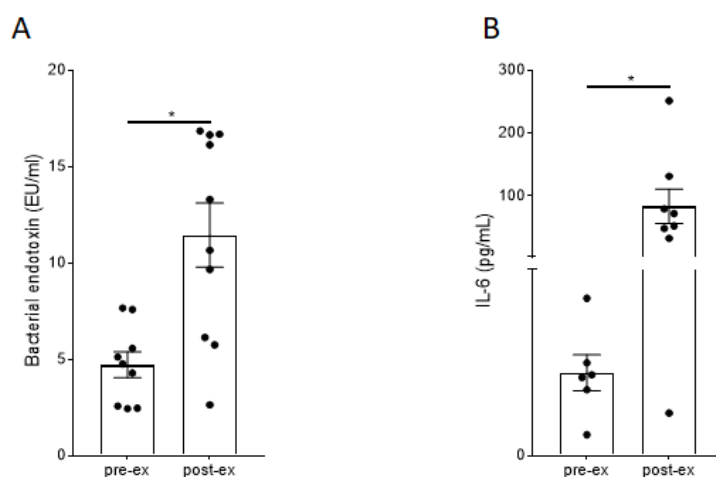 A
Bacterial endotoxin (EU/ml)
20
15
10
5
0
*
pre-ex
post-ex
B
IL-6 (pg/mL)
300
200
100
0
*
pre-ex
post-ex